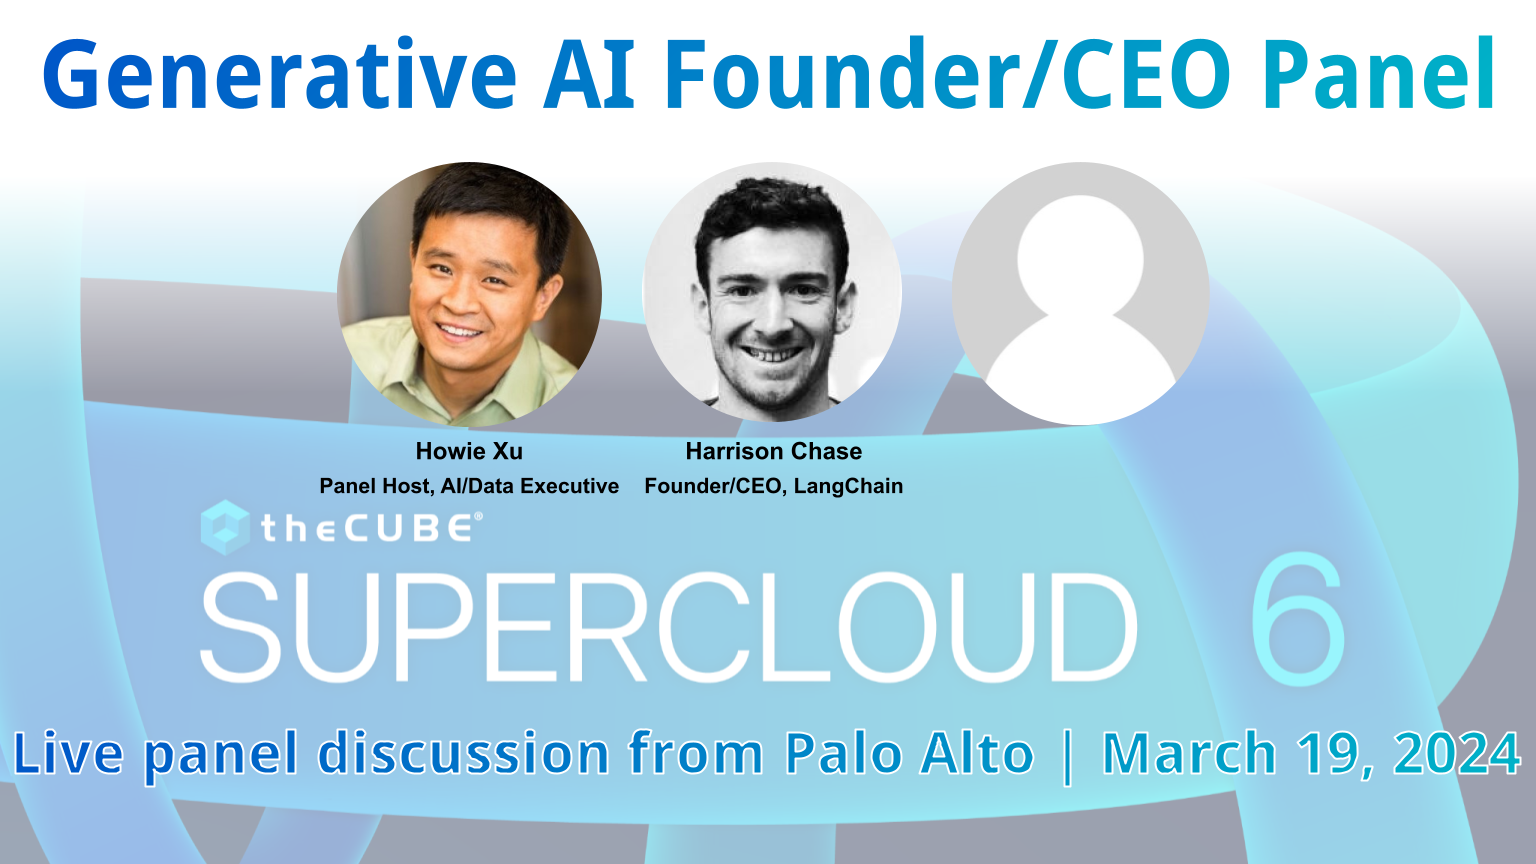 Generative AI Founder/CEO Panel
Howie Xu
Panel Host, AI/Data Executive
Harrison Chase
Founder/CEO, LangChain
theCUBE®
SUPERCLOUD 6
Live panel discussion from Palo Alto | March 19, 2024